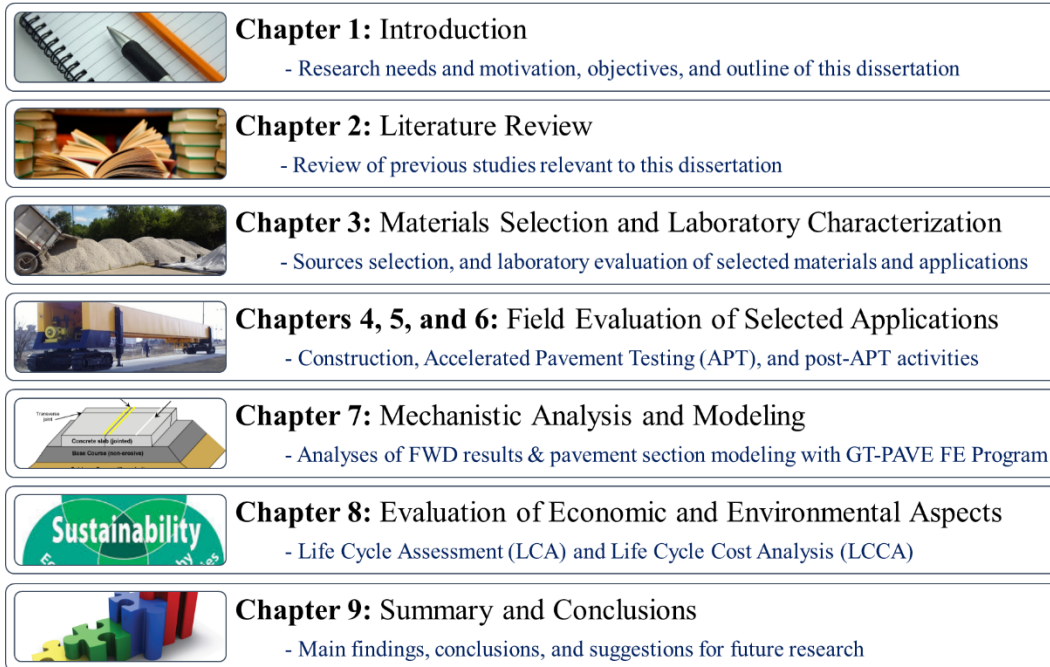 Chapter 1: Introduction
- Research needs and motivation, objectives, and outline of this dissertation
Chapter 2: Literature Review
- Review of previous studies relevant to this dissertation
Chapter 3: Materials Selection and Laboratory Characterization
- Sources selection, and laboratory evaluation of selected materials and applications
Chapters 4, 5, and 6: Field Evaluation of Selected Applications
- Construction, Accelerated Pavement Testing (APT), and post-APT activities
Transverse
joint
Concrete slab (jointed)
Base Course (non-erosive)
Chapter 7: Mechanistic Analysis and Modeling
- Analyses of FWD results & pavement section modeling with GT-PAVE FE Program
Sustainability
Chapter 8: Evaluation of Economic and Environmental Aspects
- Life Cycle Assessment (LCA) and Life Cycle Cost Analysis (LCCA)
Chapter 9: Summary and Conclusions
- Main findings, conclusions, and suggestions for future research